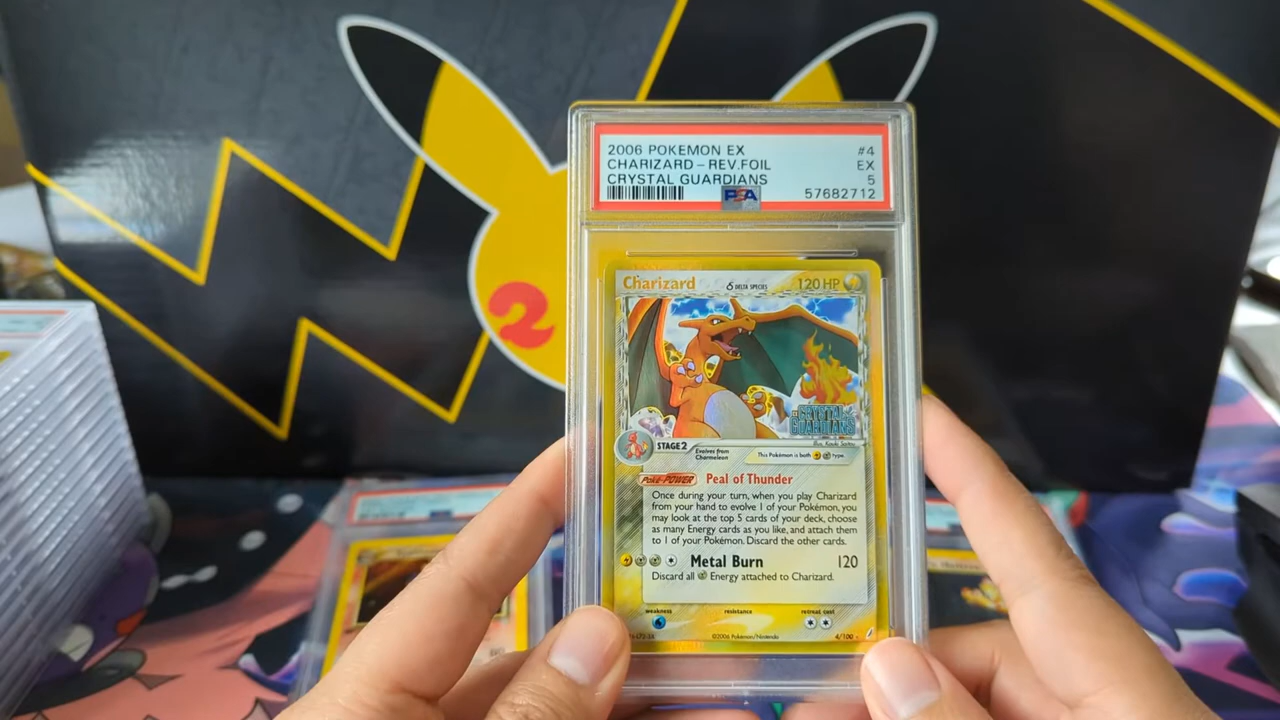 2006 POKEMON EX #4
CHARIZARD - REV.FOIL EX
CRYSTAL GUARDIANS 5
PSA 57682712
Charizard δ DELTA SPECIES 120 HP
CRYSTAL
GUARDIANS
STAGE 2
Evolves from
Charmeleon
This Pokémon is both type.
Poké-POWER Peal of Thunder
Once during your turn, when you play Charizard
from your hand to evolve 1 of your Pokémon, you
may look at the top 5 cards of your deck, choose
as many Energy cards as you like, and attach them
to 1 of your Pokémon. Discard the other cards.
Metal Burn 120
Discard all Energy attached to Charizard.
weakness resistance retreat cost
©2006 Pokémon/Nintendo 4/100
2